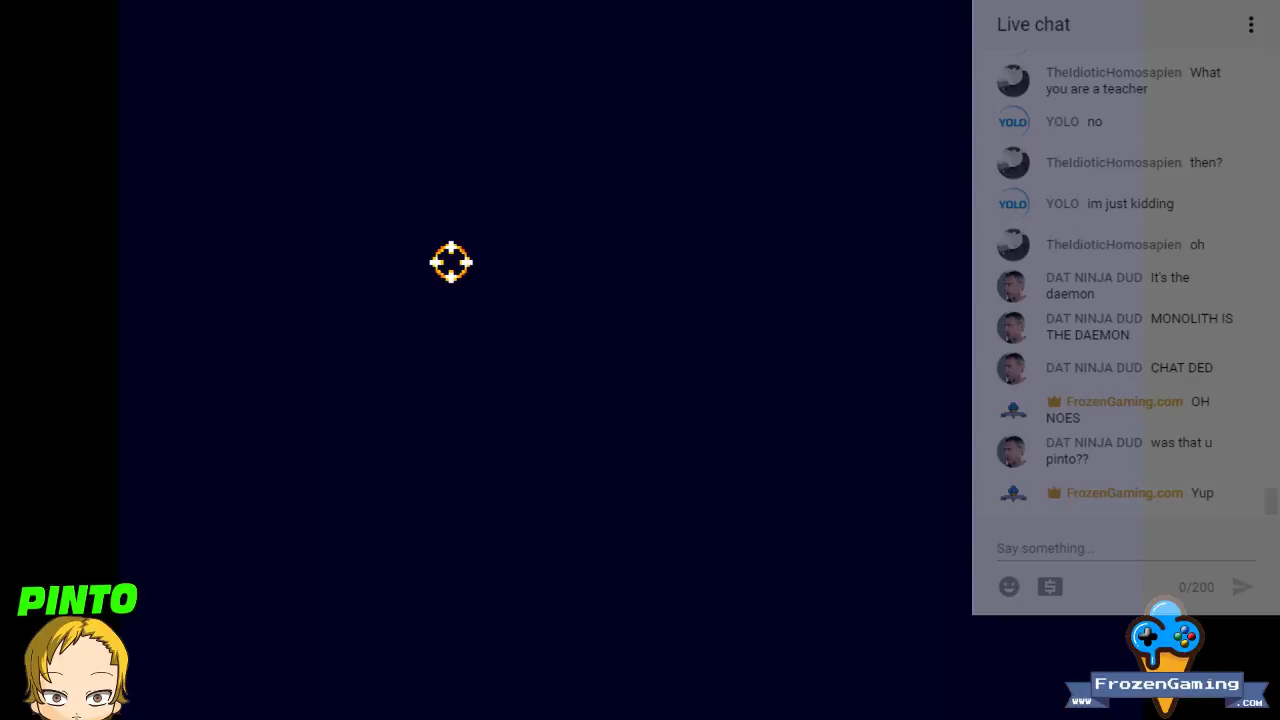 Live chat
TheIdioticHomosapien What
you are a teacher
YOLO YOLO no
TheIdioticHomosapien then?
YOLO YOLO im just kidding
TheIdioticHomosapien oh
DAT NINJA DUD It's the
daemon
DAT NINJA DUD MONOLITH IS
THE DAEMON
DAT NINJA DUD CHAT DED
FrozenGaming.com OH
NOES
DAT NINJA DUD was that u
pinto??
FrozenGaming.com Yup
Say something...
0/200
PINTO
FrozenGaming
WWW .COM